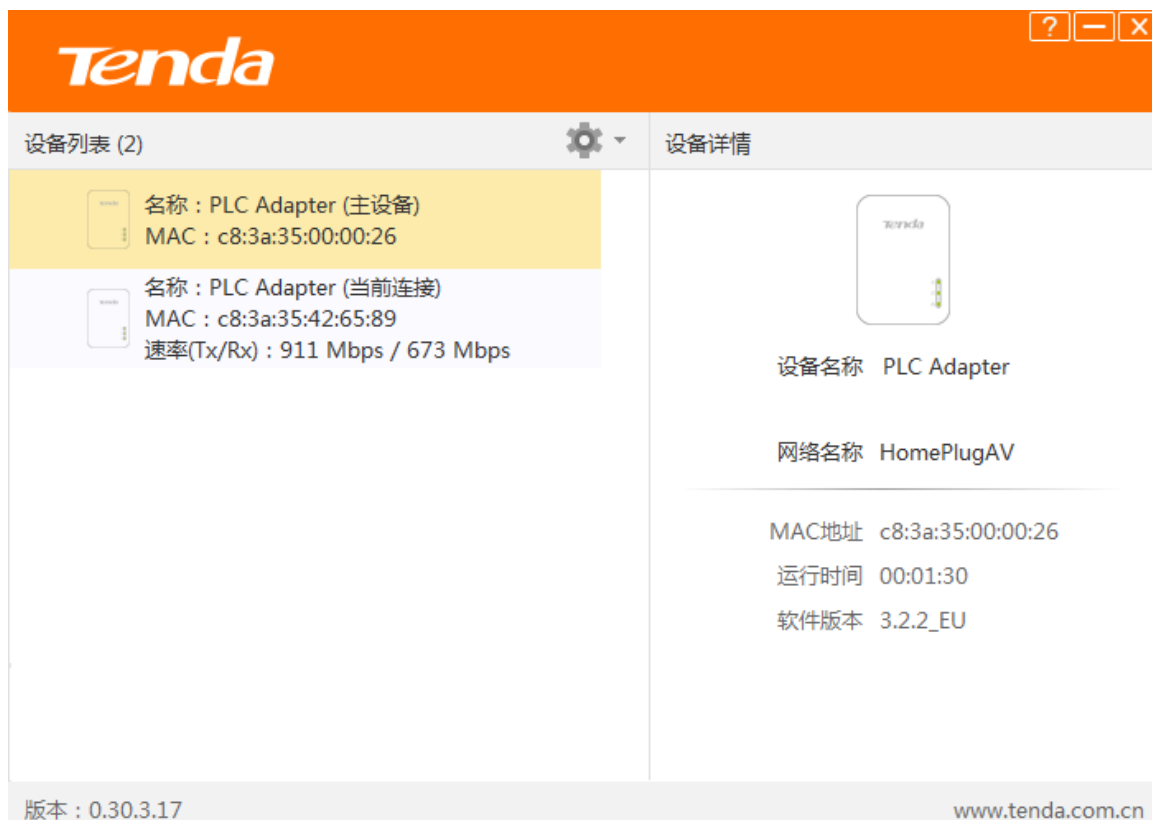 Tenda
设备列表 (2)
设备详情
名称：PLC Adapter (主设备)
MAC：c8:3a:35:00:00:26
名称：PLC Adapter (当前连接)
MAC：c8:3a:35:42:65:89
速率(Tx/Rx)：911 Mbps / 673 Mbps
Tenda
设备名称 PLC Adapter
网络名称 HomePlugAV
MAC地址 c8:3a:35:00:00:26
运行时间 00:01:30
软件版本 3.2.2_EU
版本：0.30.3.17
www.tenda.com.cn